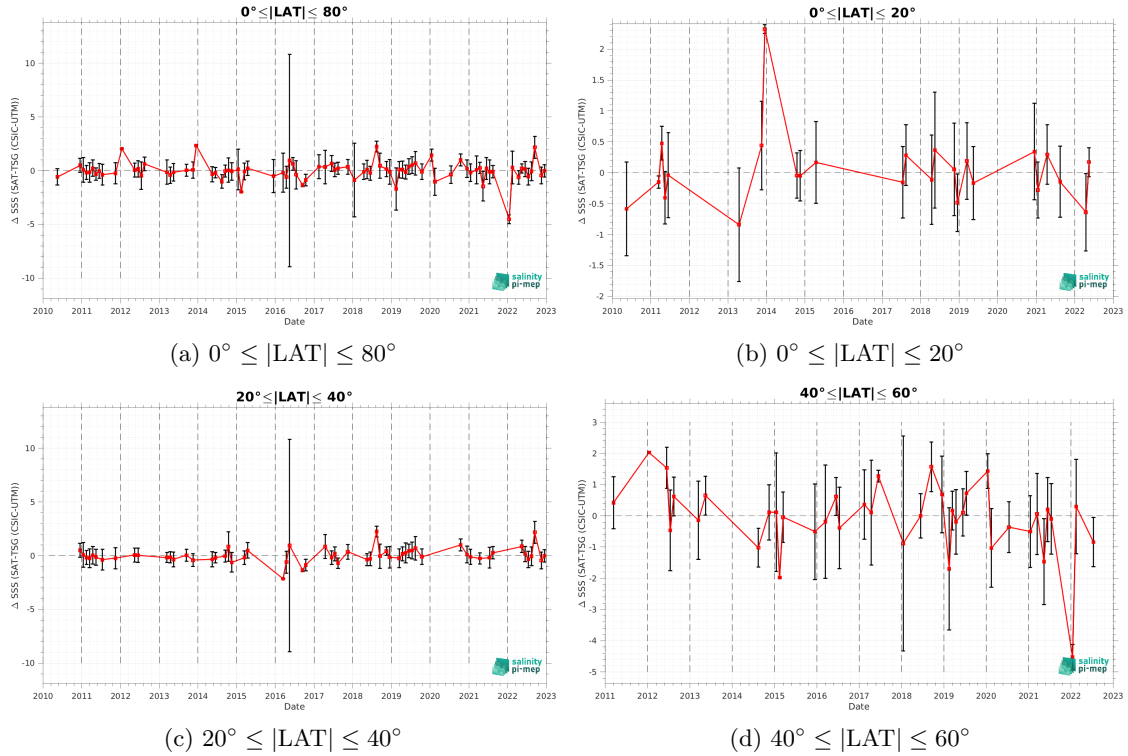 0°≤|LAT|≤ 80°
Δ SSS (SAT-TSG (CSIC-UTM))
10
5
0
-5
-10
2010 2011 2012 2013 2014 2015 2016 2017 2018 2019 2020 2021 2022 2023
Date
salinity
pi-mep
(a) 0° ≤ |LAT| ≤ 80°
0°≤|LAT|≤ 20°
Δ SSS (SAT-TSG (CSIC-UTM))
2
1.5
1
0.5
0
-0.5
-1
-1.5
-2
2010 2011 2012 2013 2014 2015 2016 2017 2018 2019 2020 2021 2022 2023
Date
salinity
pi-mep
(b) 0° ≤ |LAT| ≤ 20°
20°≤|LAT|≤ 40°
Δ SSS (SAT-TSG (CSIC-UTM))
10
5
0
-5
-10
2010 2011 2012 2013 2014 2015 2016 2017 2018 2019 2020 2021 2022 2023
Date
salinity
pi-mep
(c) 20° ≤ |LAT| ≤ 40°
40°≤|LAT|≤ 60°
Δ SSS (SAT-TSG (CSIC-UTM))
3
2
1
0
-1
-2
-3
-4
-5
2011 2012 2013 2014 2015 2016 2017 2018 2019 2020 2021 2022 2023
Date
salinity
pi-mep
(d) 40° ≤ |LAT| ≤ 60°